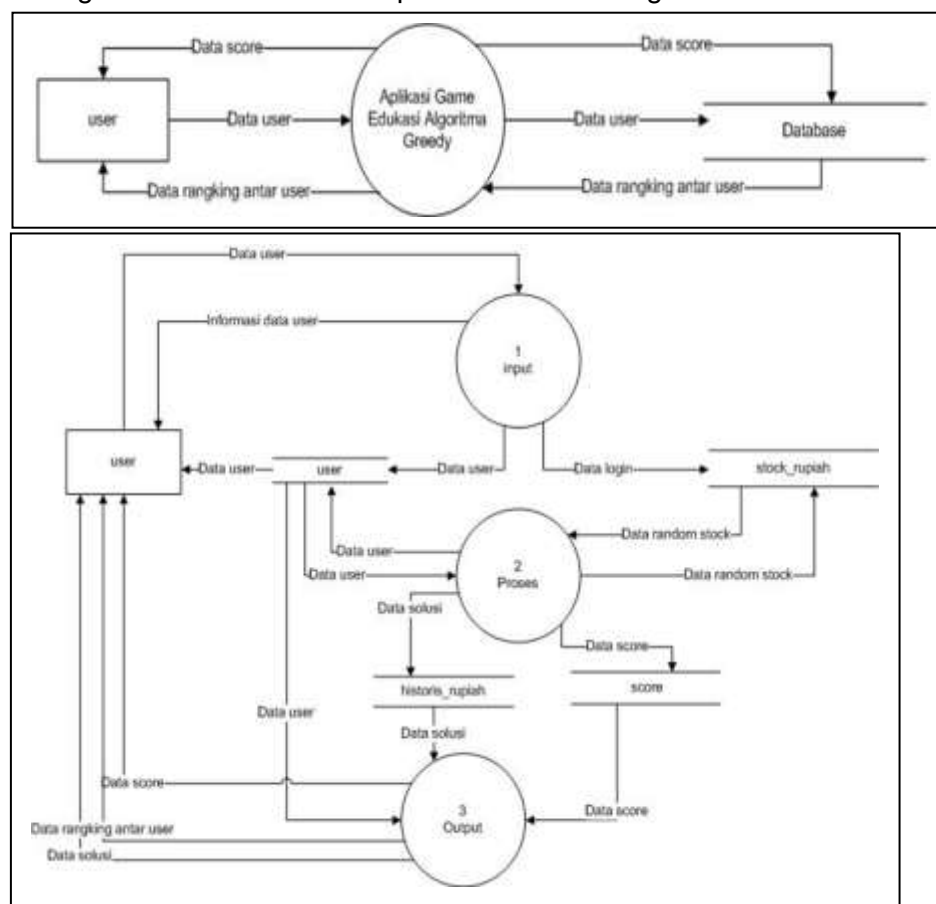 Data score
Data score
Aplikasi Game
Edukasi Algoritma
Greedy
user
Data user
Data user
Database
Data rangking antar user
Data rangking antar user
Data user
Informasi data user
1
input
user
Data user
user
Data user
Data login
stock_rupiah
Data random stock
Data user
2
Proses
Data user
Data random stock
Data solusi
Data score
historis_rupiah
score
Data user
Data solusi
Data score
3
Output
Data score
Data rangking antar user
Data solusi